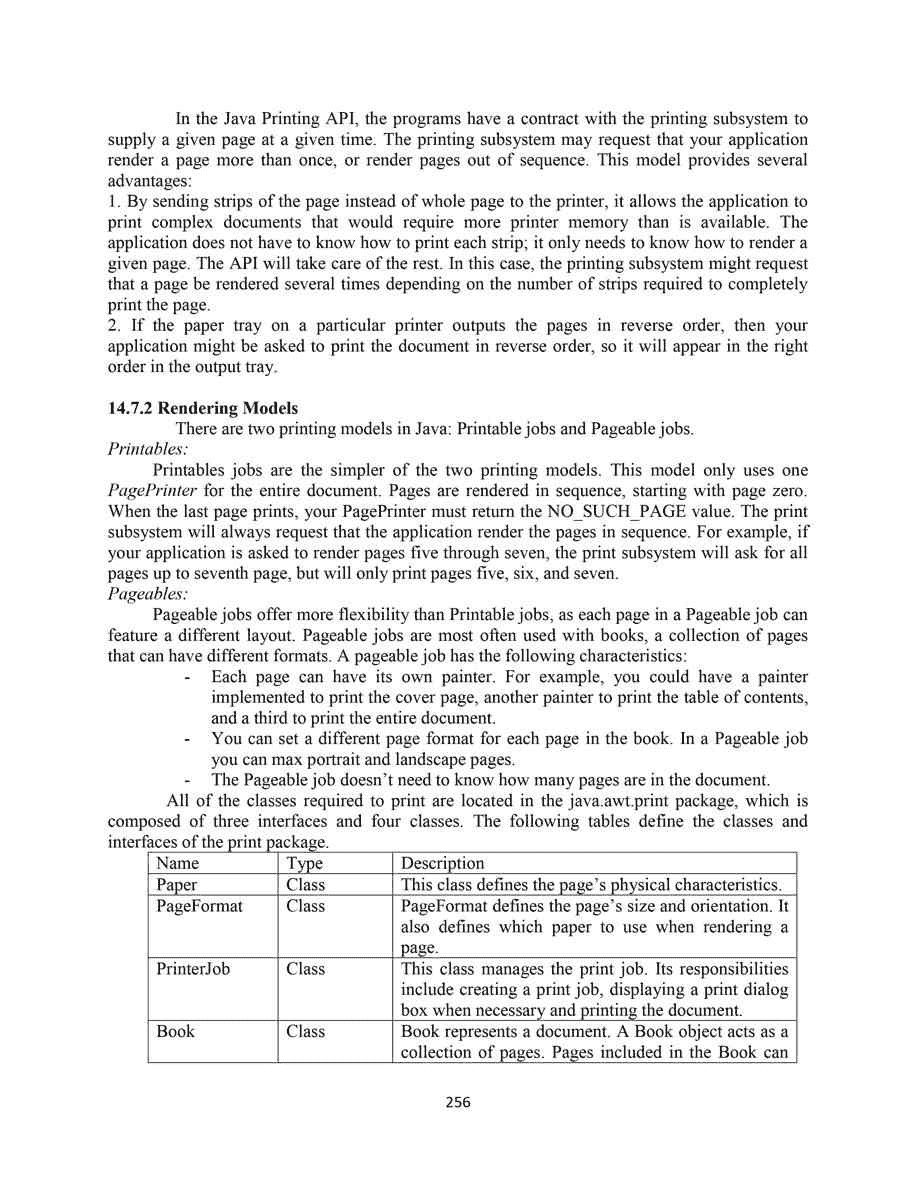 In the Java Printing API, the programs have a contract with the printing subsystem to
supply a given page at a given time. The printing subsystem may request that your application
render a page more than once, or render pages out of sequence. This model provides several
advantages:
1. By sending strips of the page instead of whole page to the printer, it allows the application to
print complex documents that would require more printer memory than is available. The
application does not have to know how to print each strip; it only needs to know how to render a
given page. The API will take care of the rest. In this case, the printing subsystem might request
that a page be rendered several times depending on the number of strips required to completely
print the page.
2. If the paper tray on a particular printer outputs the pages in reverse order, then your
application might be asked to print the document in reverse order, so it will appear in the right
order in the output tray.
14.7.2 Rendering Models
There are two printing models in Java: Printable jobs and Pageable jobs.
Printables:
Printables jobs are the simpler of the two printing models. This model only uses one
PagePrinter for the entire document. Pages are rendered in sequence, starting with page zero.
When the last page prints, your PagePrinter must return the NO_SUCH_PAGE value. The print
subsystem will always request that the application render the pages in sequence. For example, if
your application is asked to render pages five through seven, the print subsystem will ask for all
pages up to seventh page, but will only print pages five, six, and seven.
Pageables:
Pageable jobs offer more flexibility than Printable jobs, as each page in a Pageable job can
feature a different layout. Pageable jobs are most often used with books, a collection of pages
that can have different formats. A pageable job has the following characteristics:
- Each page can have its own painter. For example, you could have a painter
implemented to print the cover page, another painter to print the table of contents,
and a third to print the entire document.
- You can set a different page format for each page in the book. In a Pageable job
you can max portrait and landscape pages.
- The Pageable job doesn’t need to know how many pages are in the document.
All of the classes required to print are located in the java.awt.print package, which is
composed of three interfaces and four classes. The following tables define the classes and
interfaces of the print package.
Name Type Description
Paper Class This class defines the page’s physical characteristics.
PageFormat Class PageFormat defines the page’s size and orientation. It
also defines which paper to use when rendering a
page.
PrinterJob Class This class manages the print job. Its responsibilities
include creating a print job, displaying a print dialog
box when necessary and printing the document.
Book Class Book represents a document. A Book object acts as a
collection of pages. Pages included in the Book can
256